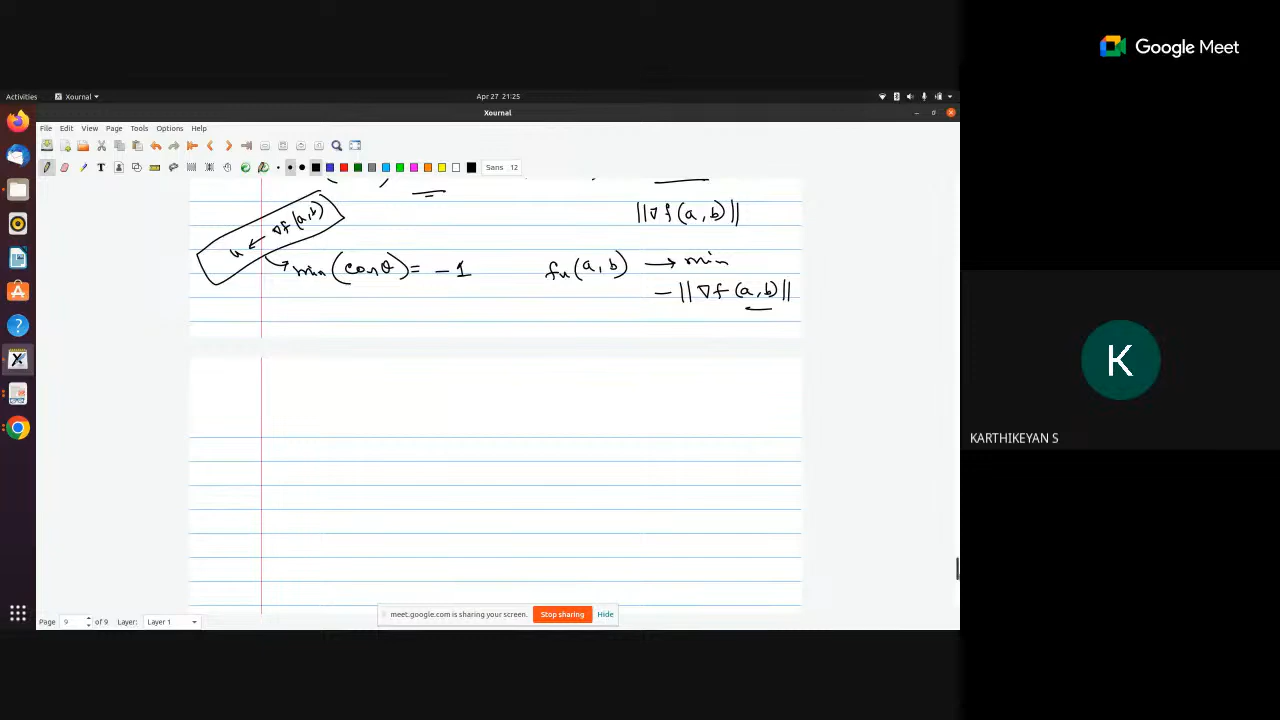 Google Meet
Activities Xournal Apr 27 21:25
Xournal
File Edit View Page Tools Options Help
Sans 12
||∇f(a,b)||
u ← ∇f(a,b)
min(cosθ) = -1 fu(a,b) → min
-||∇f(a,b)||
K
KARTHIKEYAN S
meet.google.com is sharing your screen. Stop sharing Hide
Page 9 of 9 Layer: Layer 1